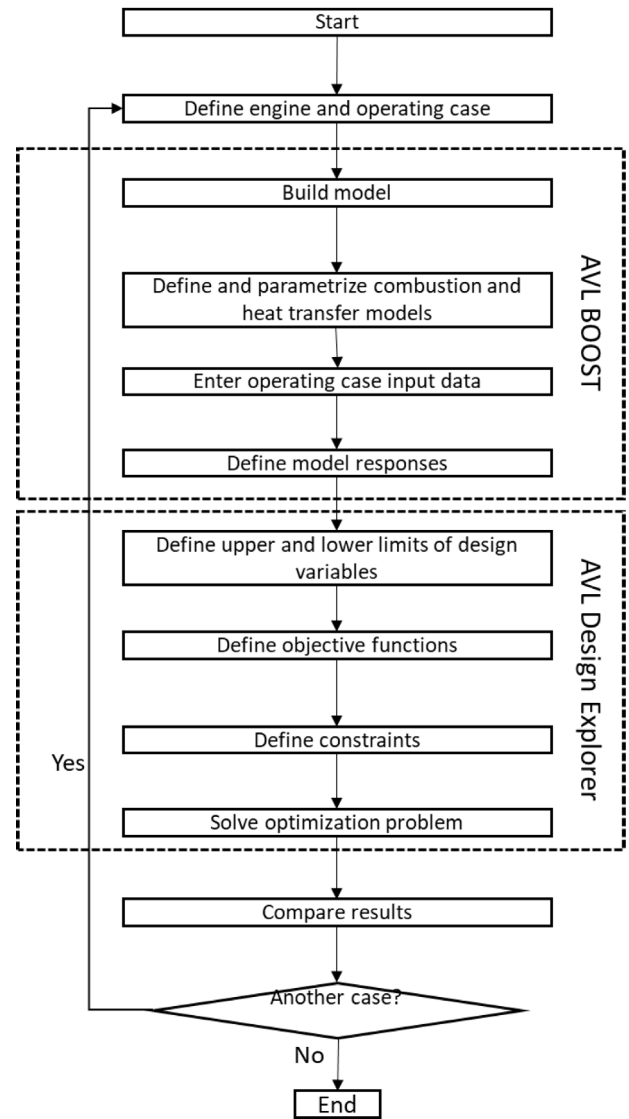 Start
Define engine and operating case
Build model
Define and parametrize combustion and
heat transfer models
Enter operating case input data
Define model responses
AVL BOOST
Define upper and lower limits of design
variables
Define objective functions
Define constraints
Solve optimization problem
AVL Design Explorer
Yes
Compare results
Another case?
No
End